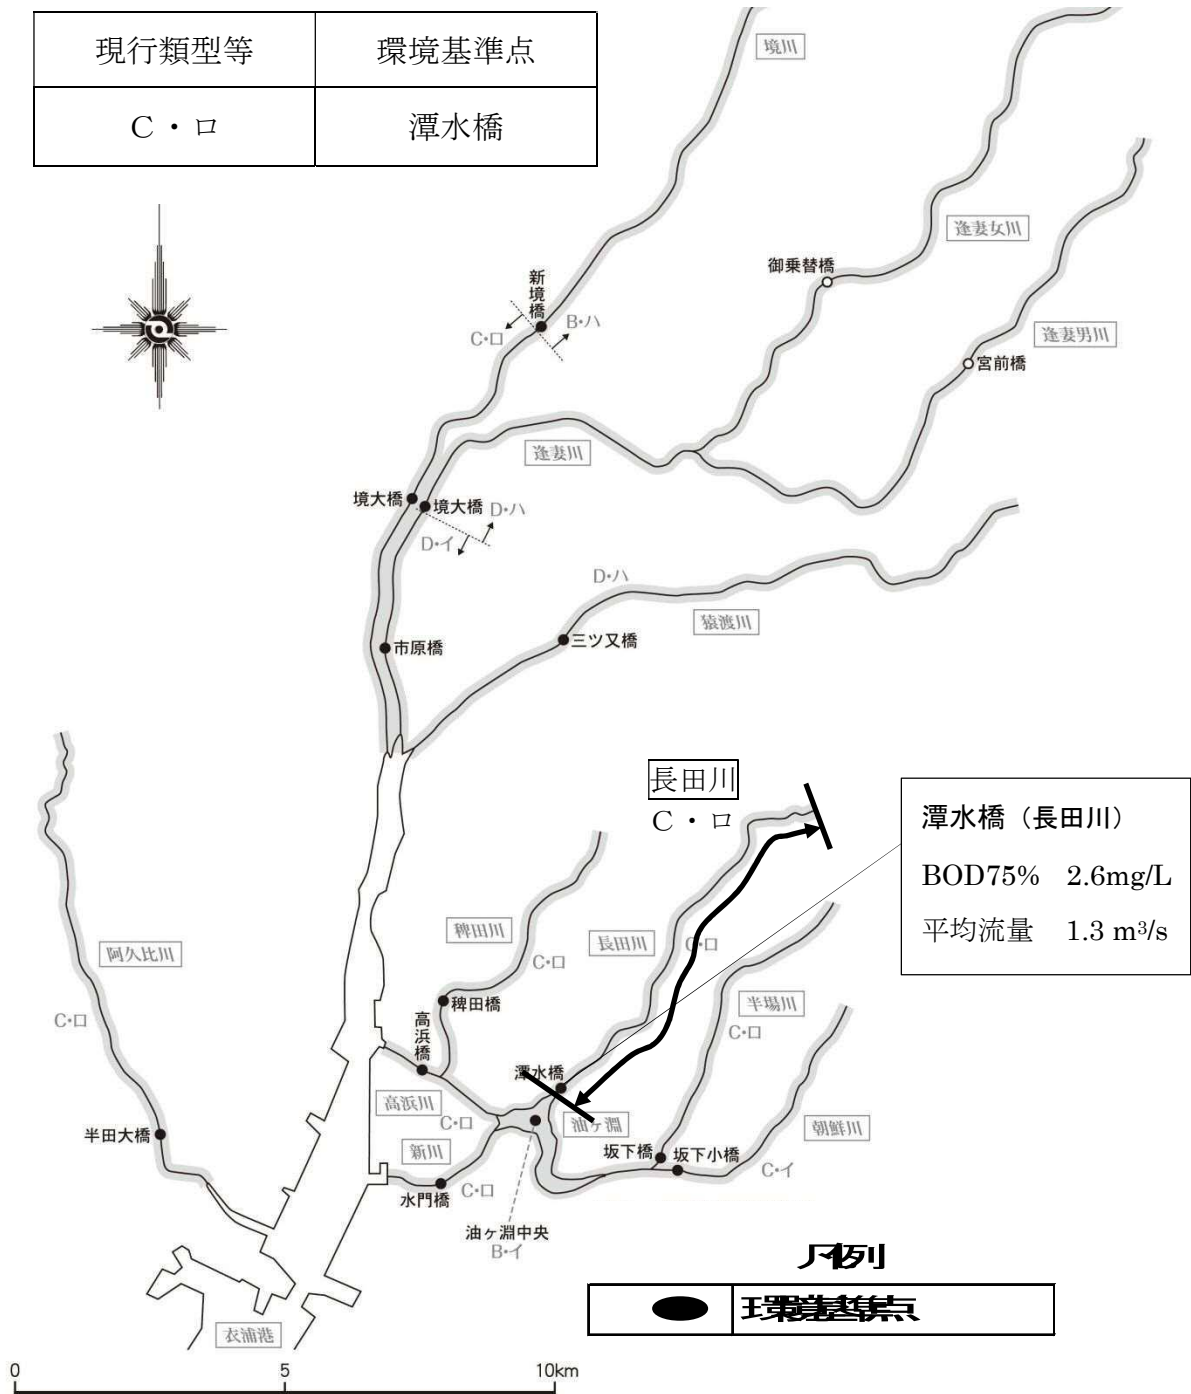 現行類型等 環境基準点
C・ロ 潭水橋
境川
逢妻女川
御乗替橋
新境橋
B・ハ
C・ロ
逢妻男川
宮前橋
逢妻川
境大橋
境大橋
D・ハ
D・イ
D・ハ
猿渡川
三ツ又橋
市原橋
長田川
C・ロ
潭水橋(長田川)
BOD75% 2.6mg/L
平均流量 1.3 m³/s
稗田川
長田川
C・ロ
C・ロ
阿久比川
半場川
C・ロ
稗田橋
高浜橋
C・ロ
潭水橋
高浜川
C・ロ
油ヶ淵
朝鮮川
半田大橋
新川
坂下橋
坂下小橋
C・イ
水門橋
C・ロ
油ヶ淵中央
B・イ
凡例
環境基準点
衣浦港
0 5 10km